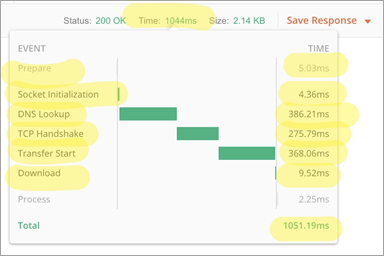 Status: 200 OK Time: 1044ms Size: 2.14 KB Save Response
EVENT TIME
Prepare 5.03ms
Socket Initialization 4.36ms
DNS Lookup 386.21ms
TCP Handshake 275.79ms
Transfer Start 368.06ms
Download 9.52ms
Process 2.25ms
Total 1051.19ms